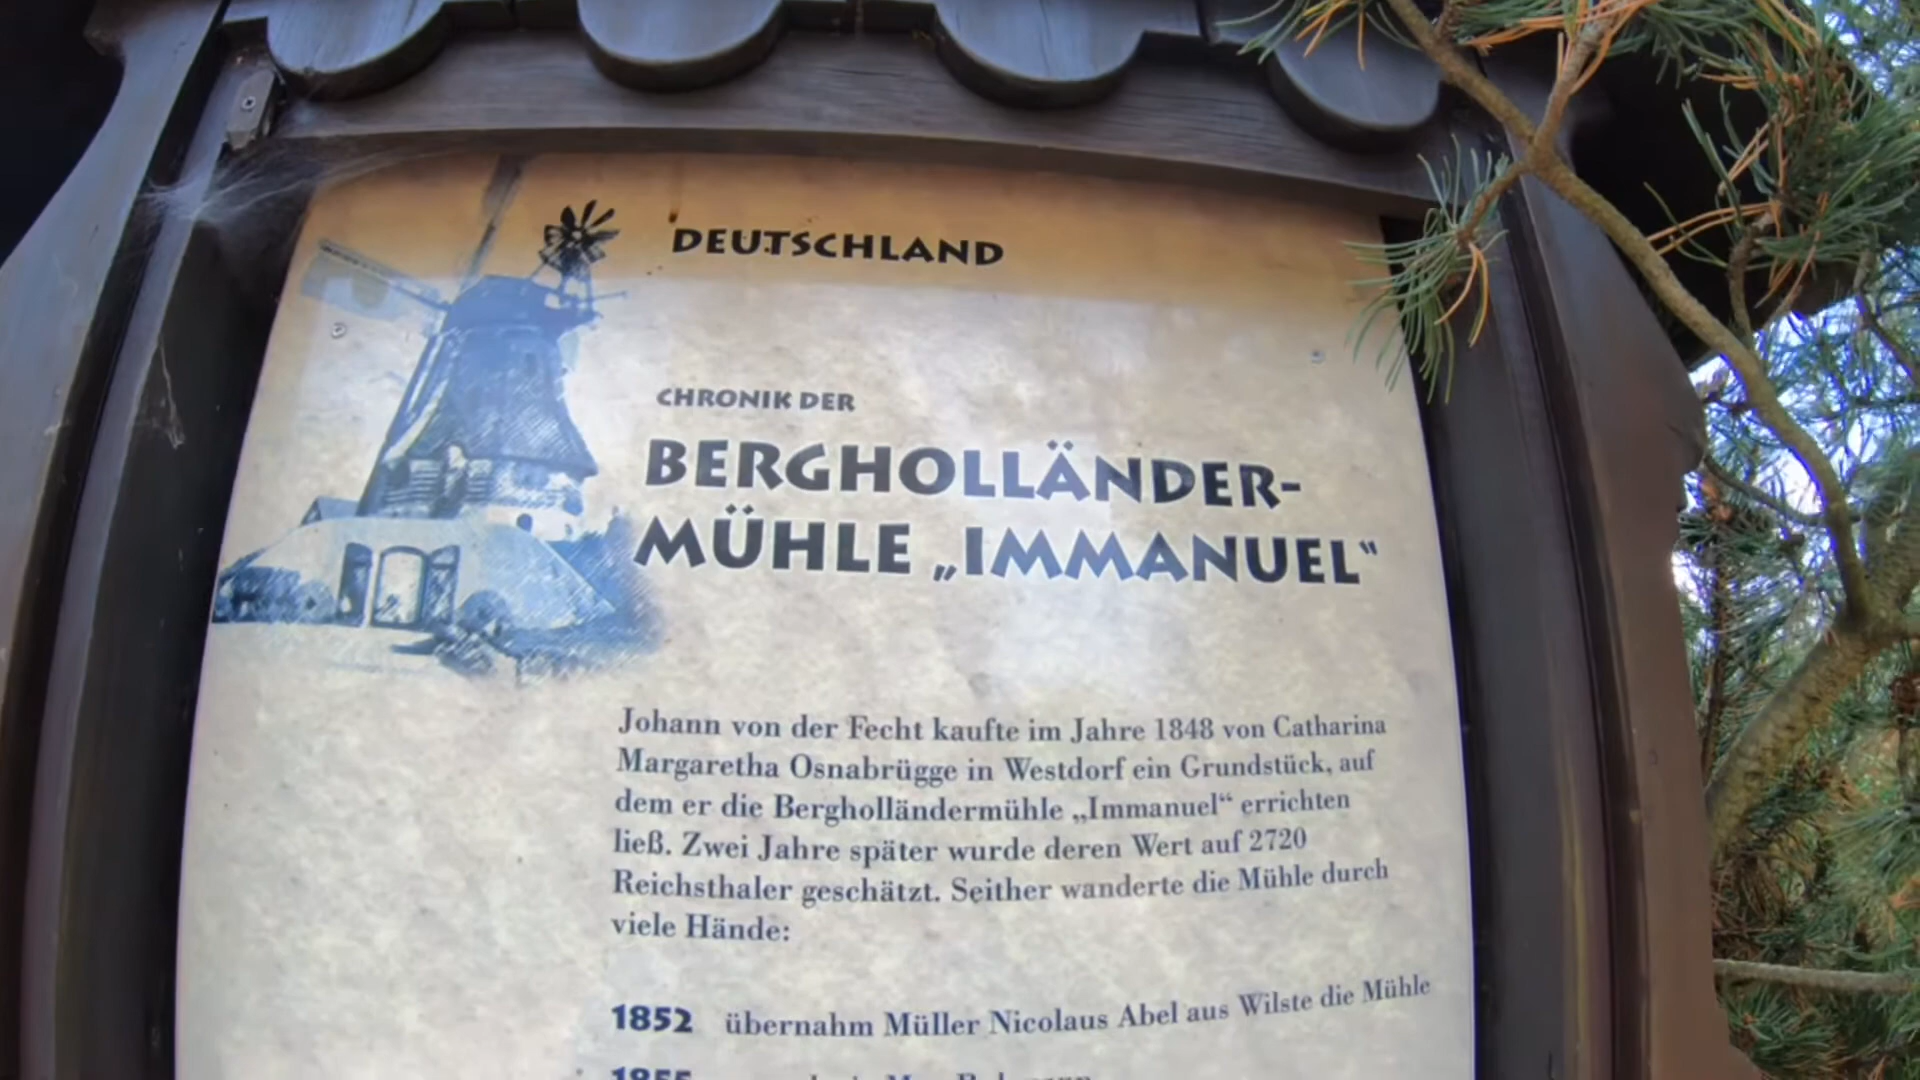 DEUTSCHLAND
CHRONIK DER
BERGHOLLÄNDER-
MÜHLE „IMMANUEL“
Johann von der Fecht kaufte im Jahre 1848 von Catharina
Margaretha Osnabrügge in Westdorf ein Grundstück, auf
dem er die Bergholländermühle „Immanuel“ errichten
ließ. Zwei Jahre später wurde deren Wert auf 2720
Reichsthaler geschätzt. Seither wanderte die Mühle durch
viele Hände:
1852 übernahm Müller Nicolaus Abel aus Wilste die Mühle
1855